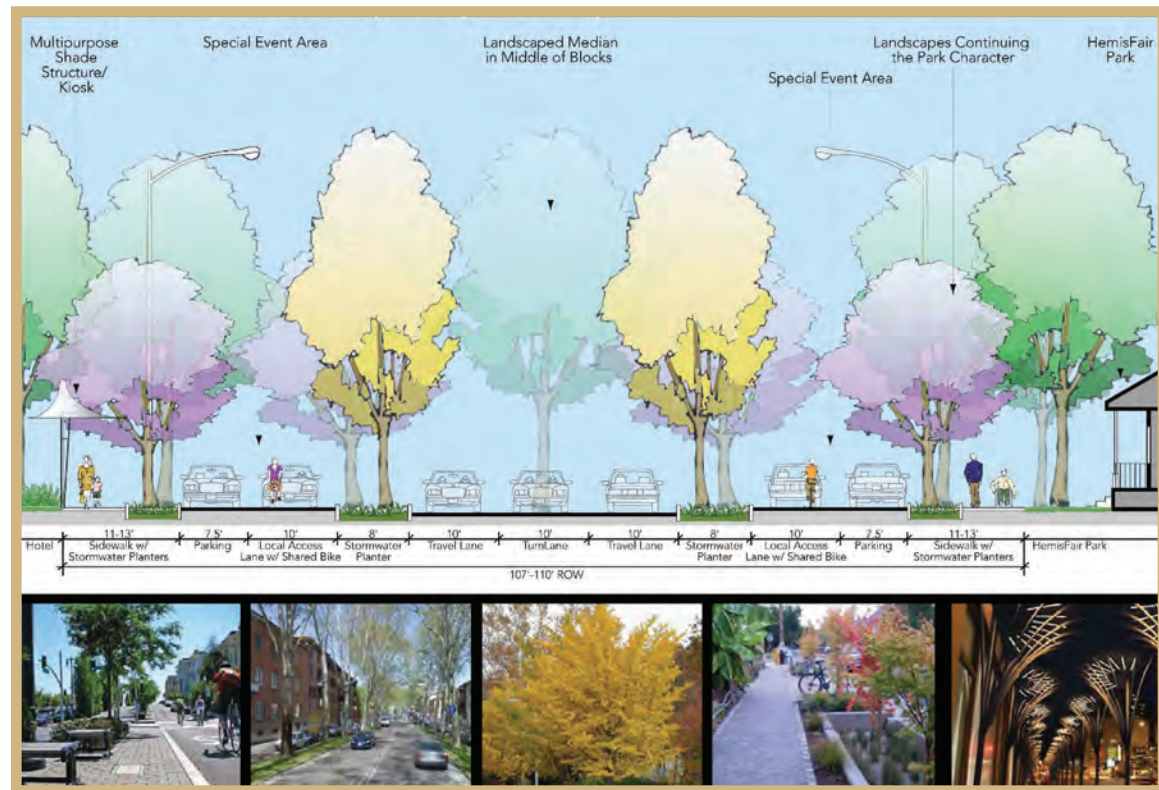 Multipurpose
Shade
Structure/
Kiosk
Special Event Area
Landscaped Median
in Middle of Blocks
Special Event Area
Landscapes Continuing
the Park Character
HemisFair
Park
11-13'
7.5'
10'
8'
10'
10'
10'
8'
10'
7.5'
11-13'
Hotel
Sidewalk w/
Stormwater Planters
Parking
Local Access
Lane w/ Shared Bike
Stormwater
Planter
Travel Lane
TurnLane
Travel Lane
Stormwater
Planter
Local Access
Lane w/ Shared Bike
Parking
Sidewalk w/
Stormwater Planters
HemisFair Park
107'-110' ROW